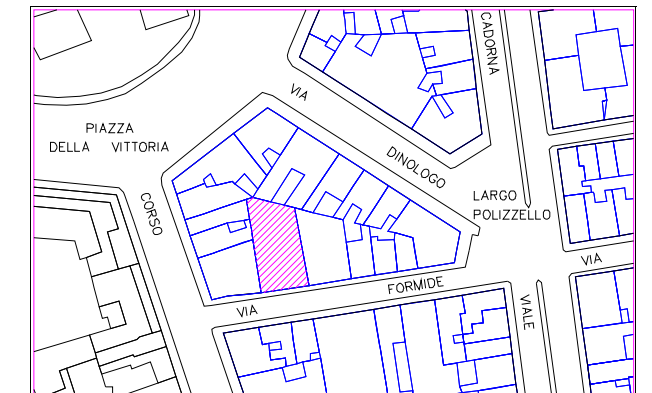 CADORNA
VIA
PIAZZA
DELLA VITTORIA
DINOLOGO
CORSO
LARGO
POLIZZELLO
VIA
FORMIDE
VIA
VIALE